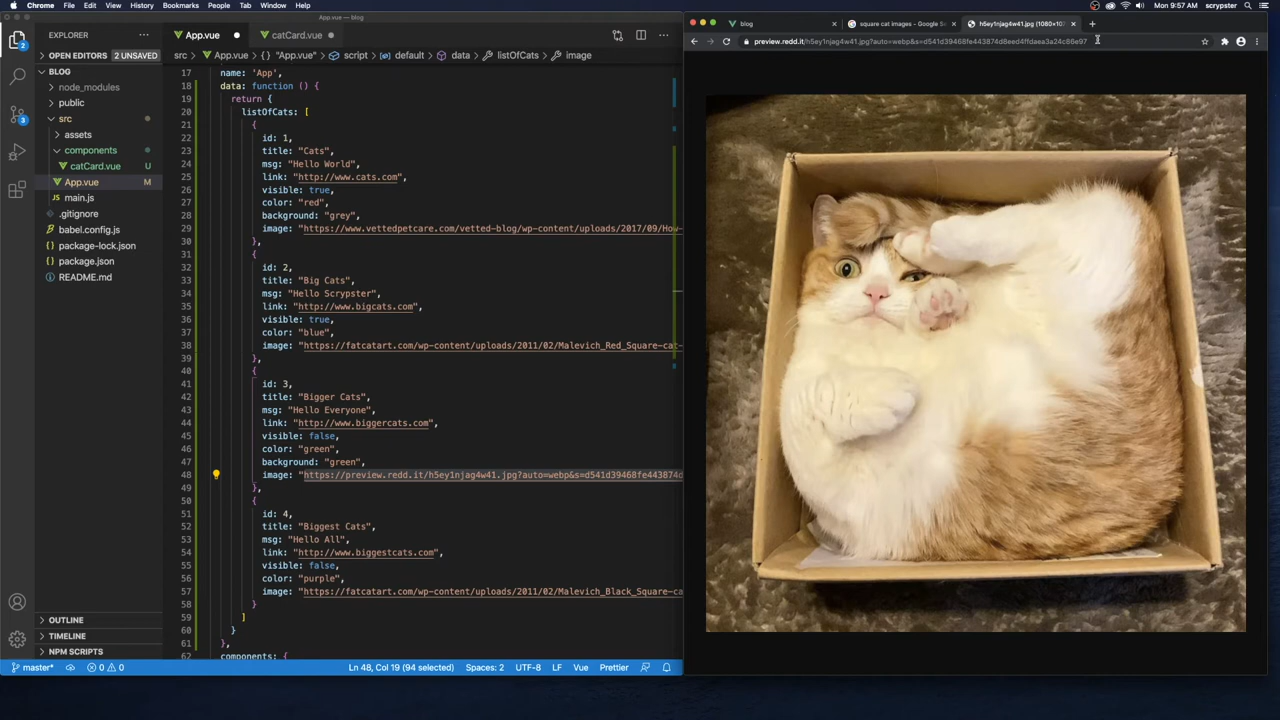 Chrome File Edit View History Bookmarks People Tab Window Help
Mon 9:57 AM scrypster
App.vue — blog
EXPLORER
OPEN EDITORS 2 UNSAVED
BLOG
node_modules
public
src
assets
components
catCard.vue U
App.vue M
main.js
.gitignore
babel.config.js
package-lock.json
package.json
README.md
OUTLINE
TIMELINE
NPM SCRIPTS
2
3
App.vue
catCard.vue
src > App.vue > {} "App.vue" > script > default > data > listOfCats > image
17 name: 'App',
18 data: function () {
19 return {
20 listOfCats: [
21 {
22 id: 1,
23 title: "Cats",
24 msg: "Hello World",
25 link: "http://www.cats.com",
26 visible: true,
27 color: "red",
28 background: "grey",
29 image: "https://www.vettedpetcare.com/vetted-blog/wp-content/uploads/2017/09/How-
30 },
31 {
32 id: 2,
33 title: "Big Cats",
34 msg: "Hello Scrypster",
35 link: "http://www.bigcats.com",
36 visible: true,
37 color: "blue",
38 image: "https://fatcatart.com/wp-content/uploads/2011/02/Malevich_Red_Square-cat-
39 },
40 {
41 id: 3,
42 title: "Bigger Cats",
43 msg: "Hello Everyone",
44 link: "http://www.biggercats.com",
45 visible: false,
46 color: "green",
47 background: "green",
48 image: "https://preview.redd.it/h5ey1njag4w41.jpg?auto=webp&s=d541d39468fe443874d
49 },
50 {
51 id: 4,
52 title: "Biggest Cats",
53 msg: "Hello All",
54 link: "http://www.biggestcats.com",
55 visible: false,
56 color: "purple",
57 image: "https://fatcatart.com/wp-content/uploads/2011/02/Malevich_Black_Square-ca
58 }
59 ]
60 }
61 },
62 components: {
master* 0 0 Ln 48, Col 19 (94 selected) Spaces: 2 UTF-8 LF Vue Prettier
blog
square cat images - Google Se
h5ey1njag4w41.jpg (1080×107
preview.redd.it/h5ey1njag4w41.jpg?auto=webp&s=d541d39468fe443874d8eed4ffdaea3a24c86e97